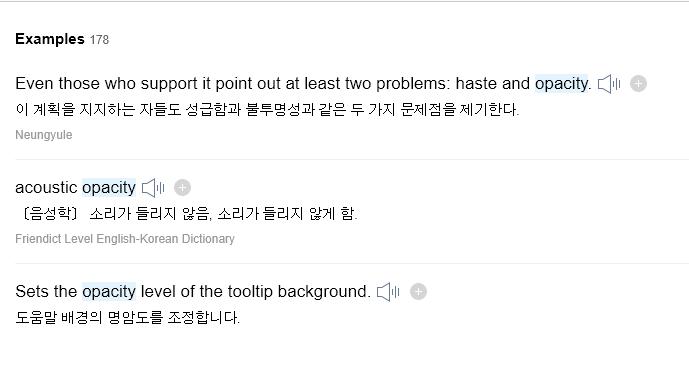 Examples 178
Even those who support it point out at least two problems: haste and opacity.
이 계획을 지지하는 자들도 성급함과 불투명성과 같은 두 가지 문제점을 제기한다.
Neungyule
acoustic opacity
〔음성학〕 소리가 들리지 않음, 소리가 들리지 않게 함.
Friendict Level English-Korean Dictionary
Sets the opacity level of the tooltip background.
도움말 배경의 명암도를 조정합니다.